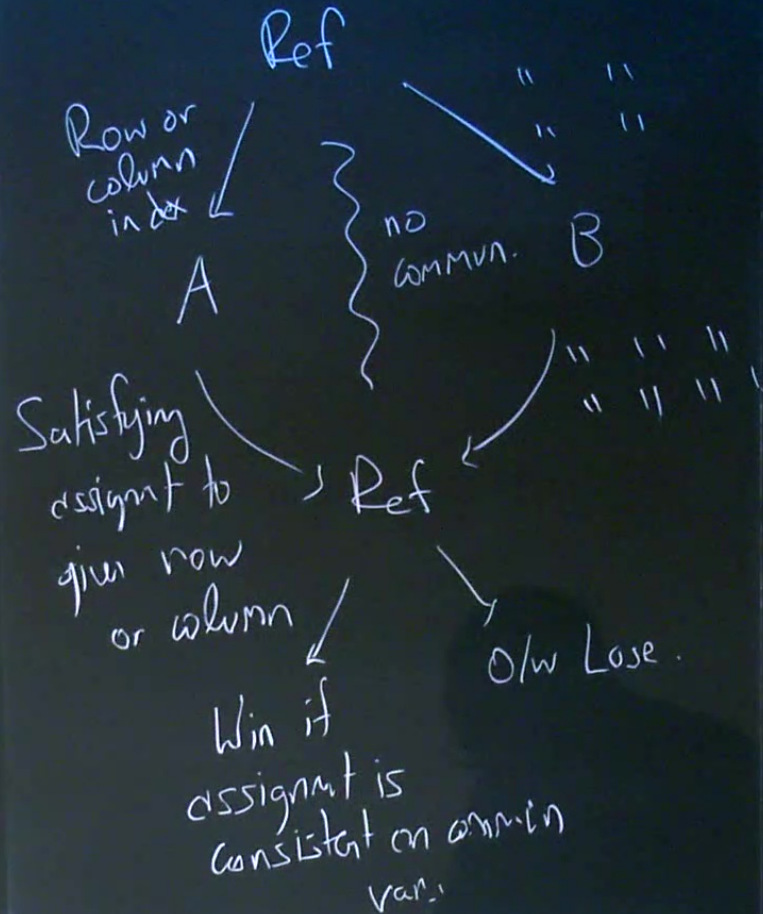 Ref
Row or
column
index
" "
" "
no
commun.
A
B
Satisfying
assignmt to
given row
or column
" " "
" " " "
Ref
Win if
assignmt is
consistent on common
var.
O/w Lose.